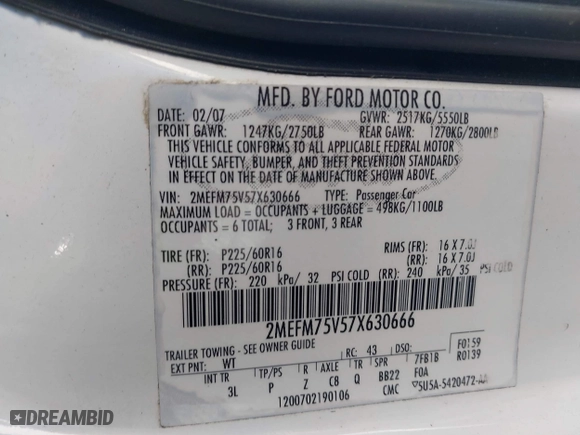 MFD. BY FORD MOTOR CO.
DATE: 02/07 GVWR: 2517KG/5550LB
FRONT GAWR: 1247KG/2750LB REAR GAWR: 1270KG/2800LB
THIS VEHICLE CONFORMS TO ALL APPLICABLE FEDERAL MOTOR
VEHICLE SAFETY, BUMPER, AND THEFT PREVENTION STANDARDS
IN EFFECT ON THE DATE OF MANUFACTURE SHOWN ABOVE.
VIN: 2MEFM75V57X630666 TYPE: Passenger Car
MAXIMUM LOAD = OCCUPANTS + LUGGAGE = 498KG/1100LB
OCCUPANTS = 6 TOTAL; 3 FRONT, 3 REAR
TIRE (FR): P225/60R16 RIMS (FR): 16 X 7.0J
(RR): P225/60R16 (RR): 16 X 7.0J
PRESSURE (FR): 220 kPa/ 32 PSI COLD (RR): 240 kPa/ 35 PSI COLD
2MEFM75V57X630666
TRAILER TOWING - SEE OWNER GUIDE F0159
EXT PNT: WT RC: 43 DSO: R0139
INT TR TP/PS R AXLE TR SPR 7FB1B
3L P Z C8 Q BB22 F0A
1200702190106 CMC 5U5A-5420472-AA
DREAMBID
DREAMBID